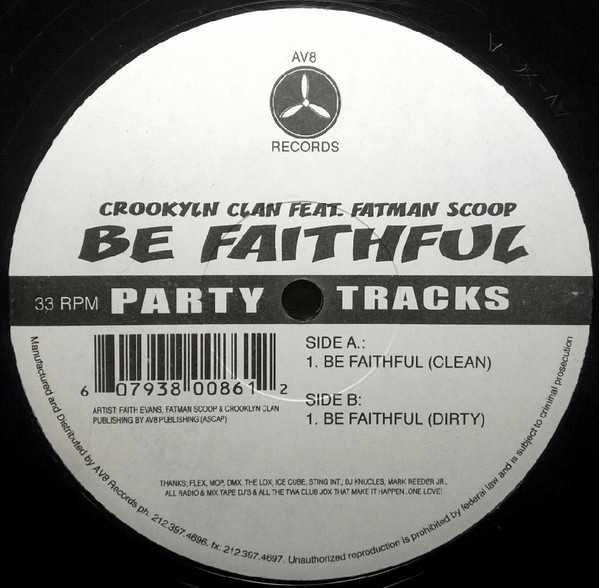 AV8
RECORDS
CROOKYLN CLAN FEAT. FATMAN SCOOP
BE FAITHFUL
33 RPM PARTY TRACKS
SIDE A.:
1. BE FAITHFUL (CLEAN)
SIDE B:
1. BE FAITHFUL (DIRTY)
6 07938 00861 2
ARTIST: FAITH EVANS, FATMAN SCOOP & CROOKLYN CLAN
PUBLISHING BY AV8 PUBLISHING (ASCAP)
THANKS; FLEX, MOP, DMX, THE LOX, ICE CUBE, STING INT., DJ KNUCLES, MARK REEDER JR.,
ALL RADIO & MIX TAPE DJ'S & ALL THE TWA CLUB JOX THAT MAKE IT HAPPEN..ONE LOVE!
Manufactured and Distributed by AV8 Records ph. 212.397.4696, fx: 212.397.4697. Unauthorized reproduction is prohibited by federal law and is subject to criminal prosecution